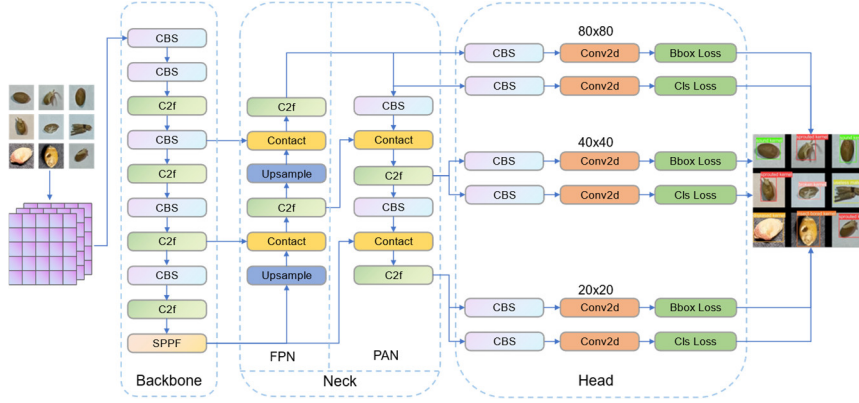 CBS
CBS
C2f
CBS
C2f
CBS
C2f
CBS
C2f
SPPF
Backbone
C2f
Contact
Upsample
C2f
Contact
Upsample
FPN
CBS
Contact
C2f
CBS
Contact
C2f
PAN
Neck
80x80
CBS Conv2d Bbox Loss
CBS Conv2d Cls Loss
40x40
CBS Conv2d Bbox Loss
CBS Conv2d Cls Loss
20x20
CBS Conv2d Bbox Loss
CBS Conv2d Cls Loss
Head